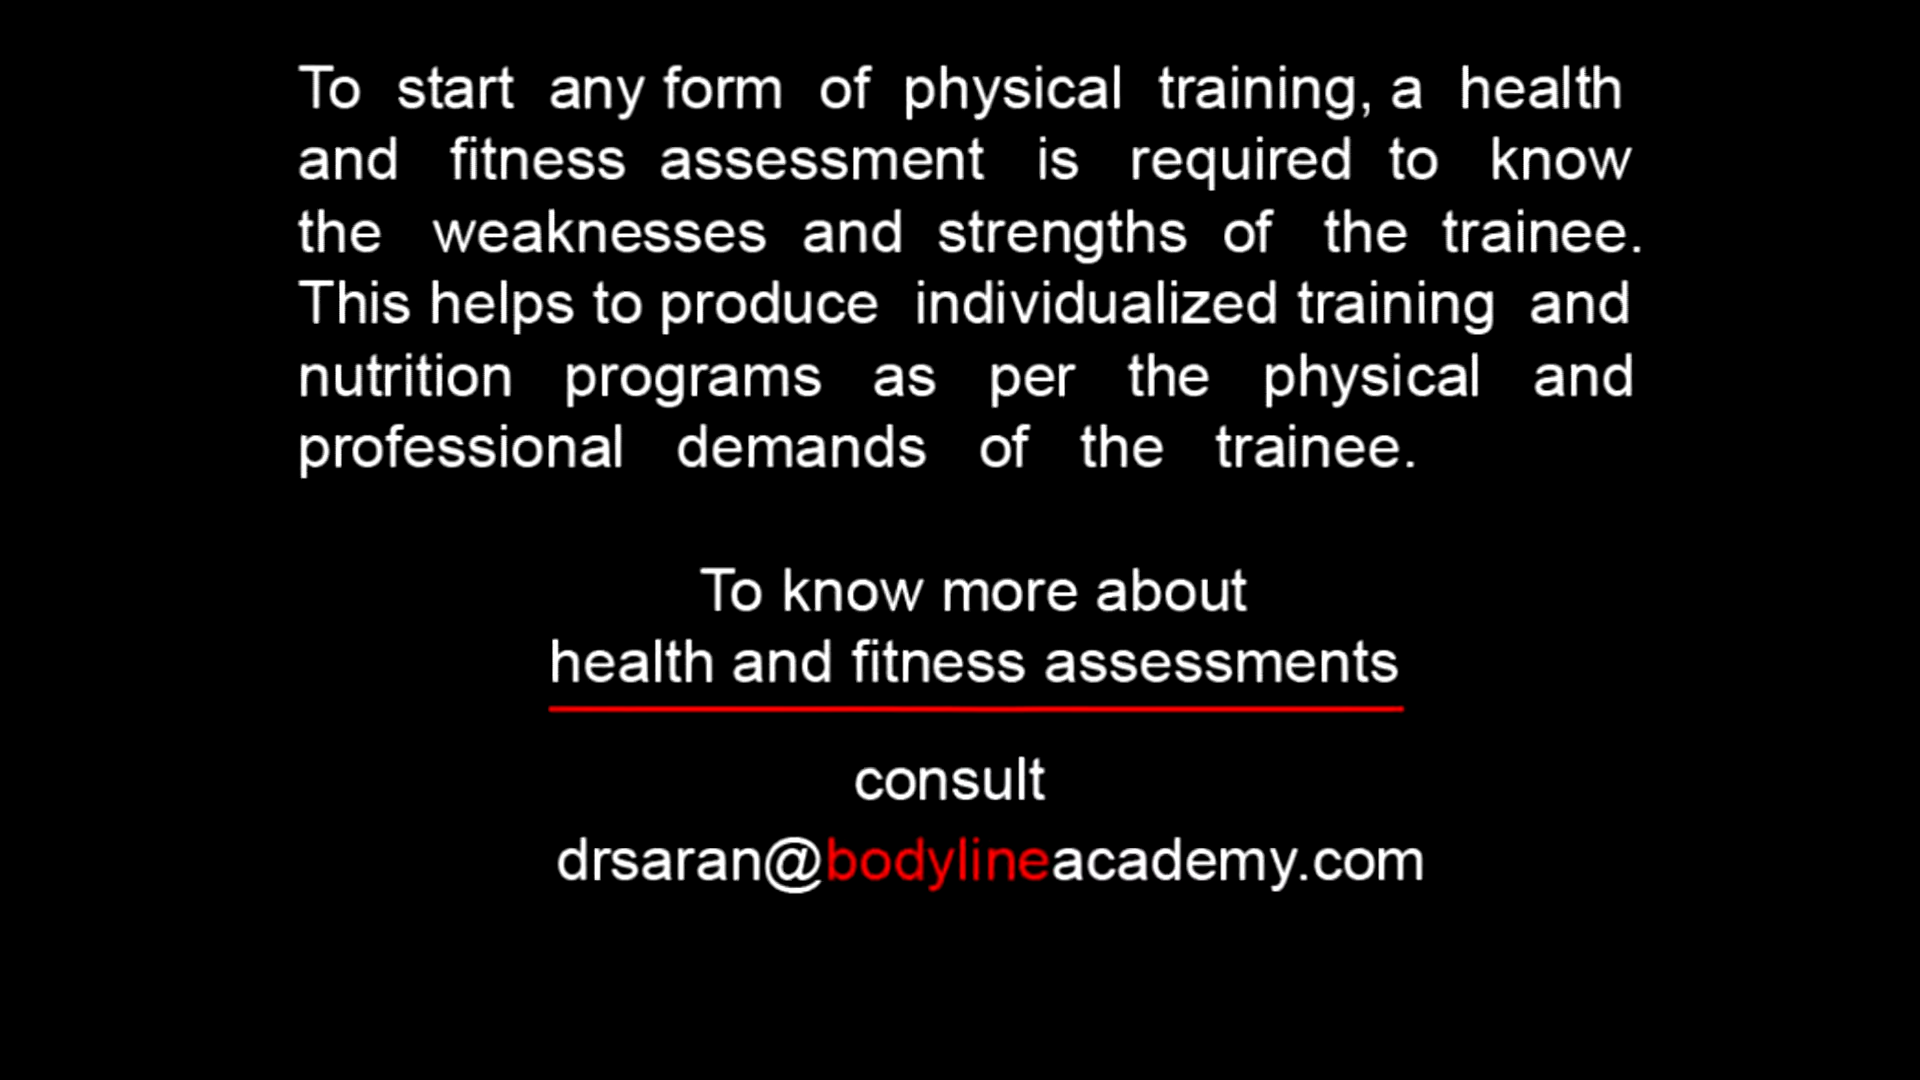 To start any form of physical training, a health
and fitness assessment is required to know
the weaknesses and strengths of the trainee.
This helps to produce individualized training and
nutrition programs as per the physical and
professional demands of the trainee.
To know more about
health and fitness assessments
consult
drsaran@bodylineacademy.com